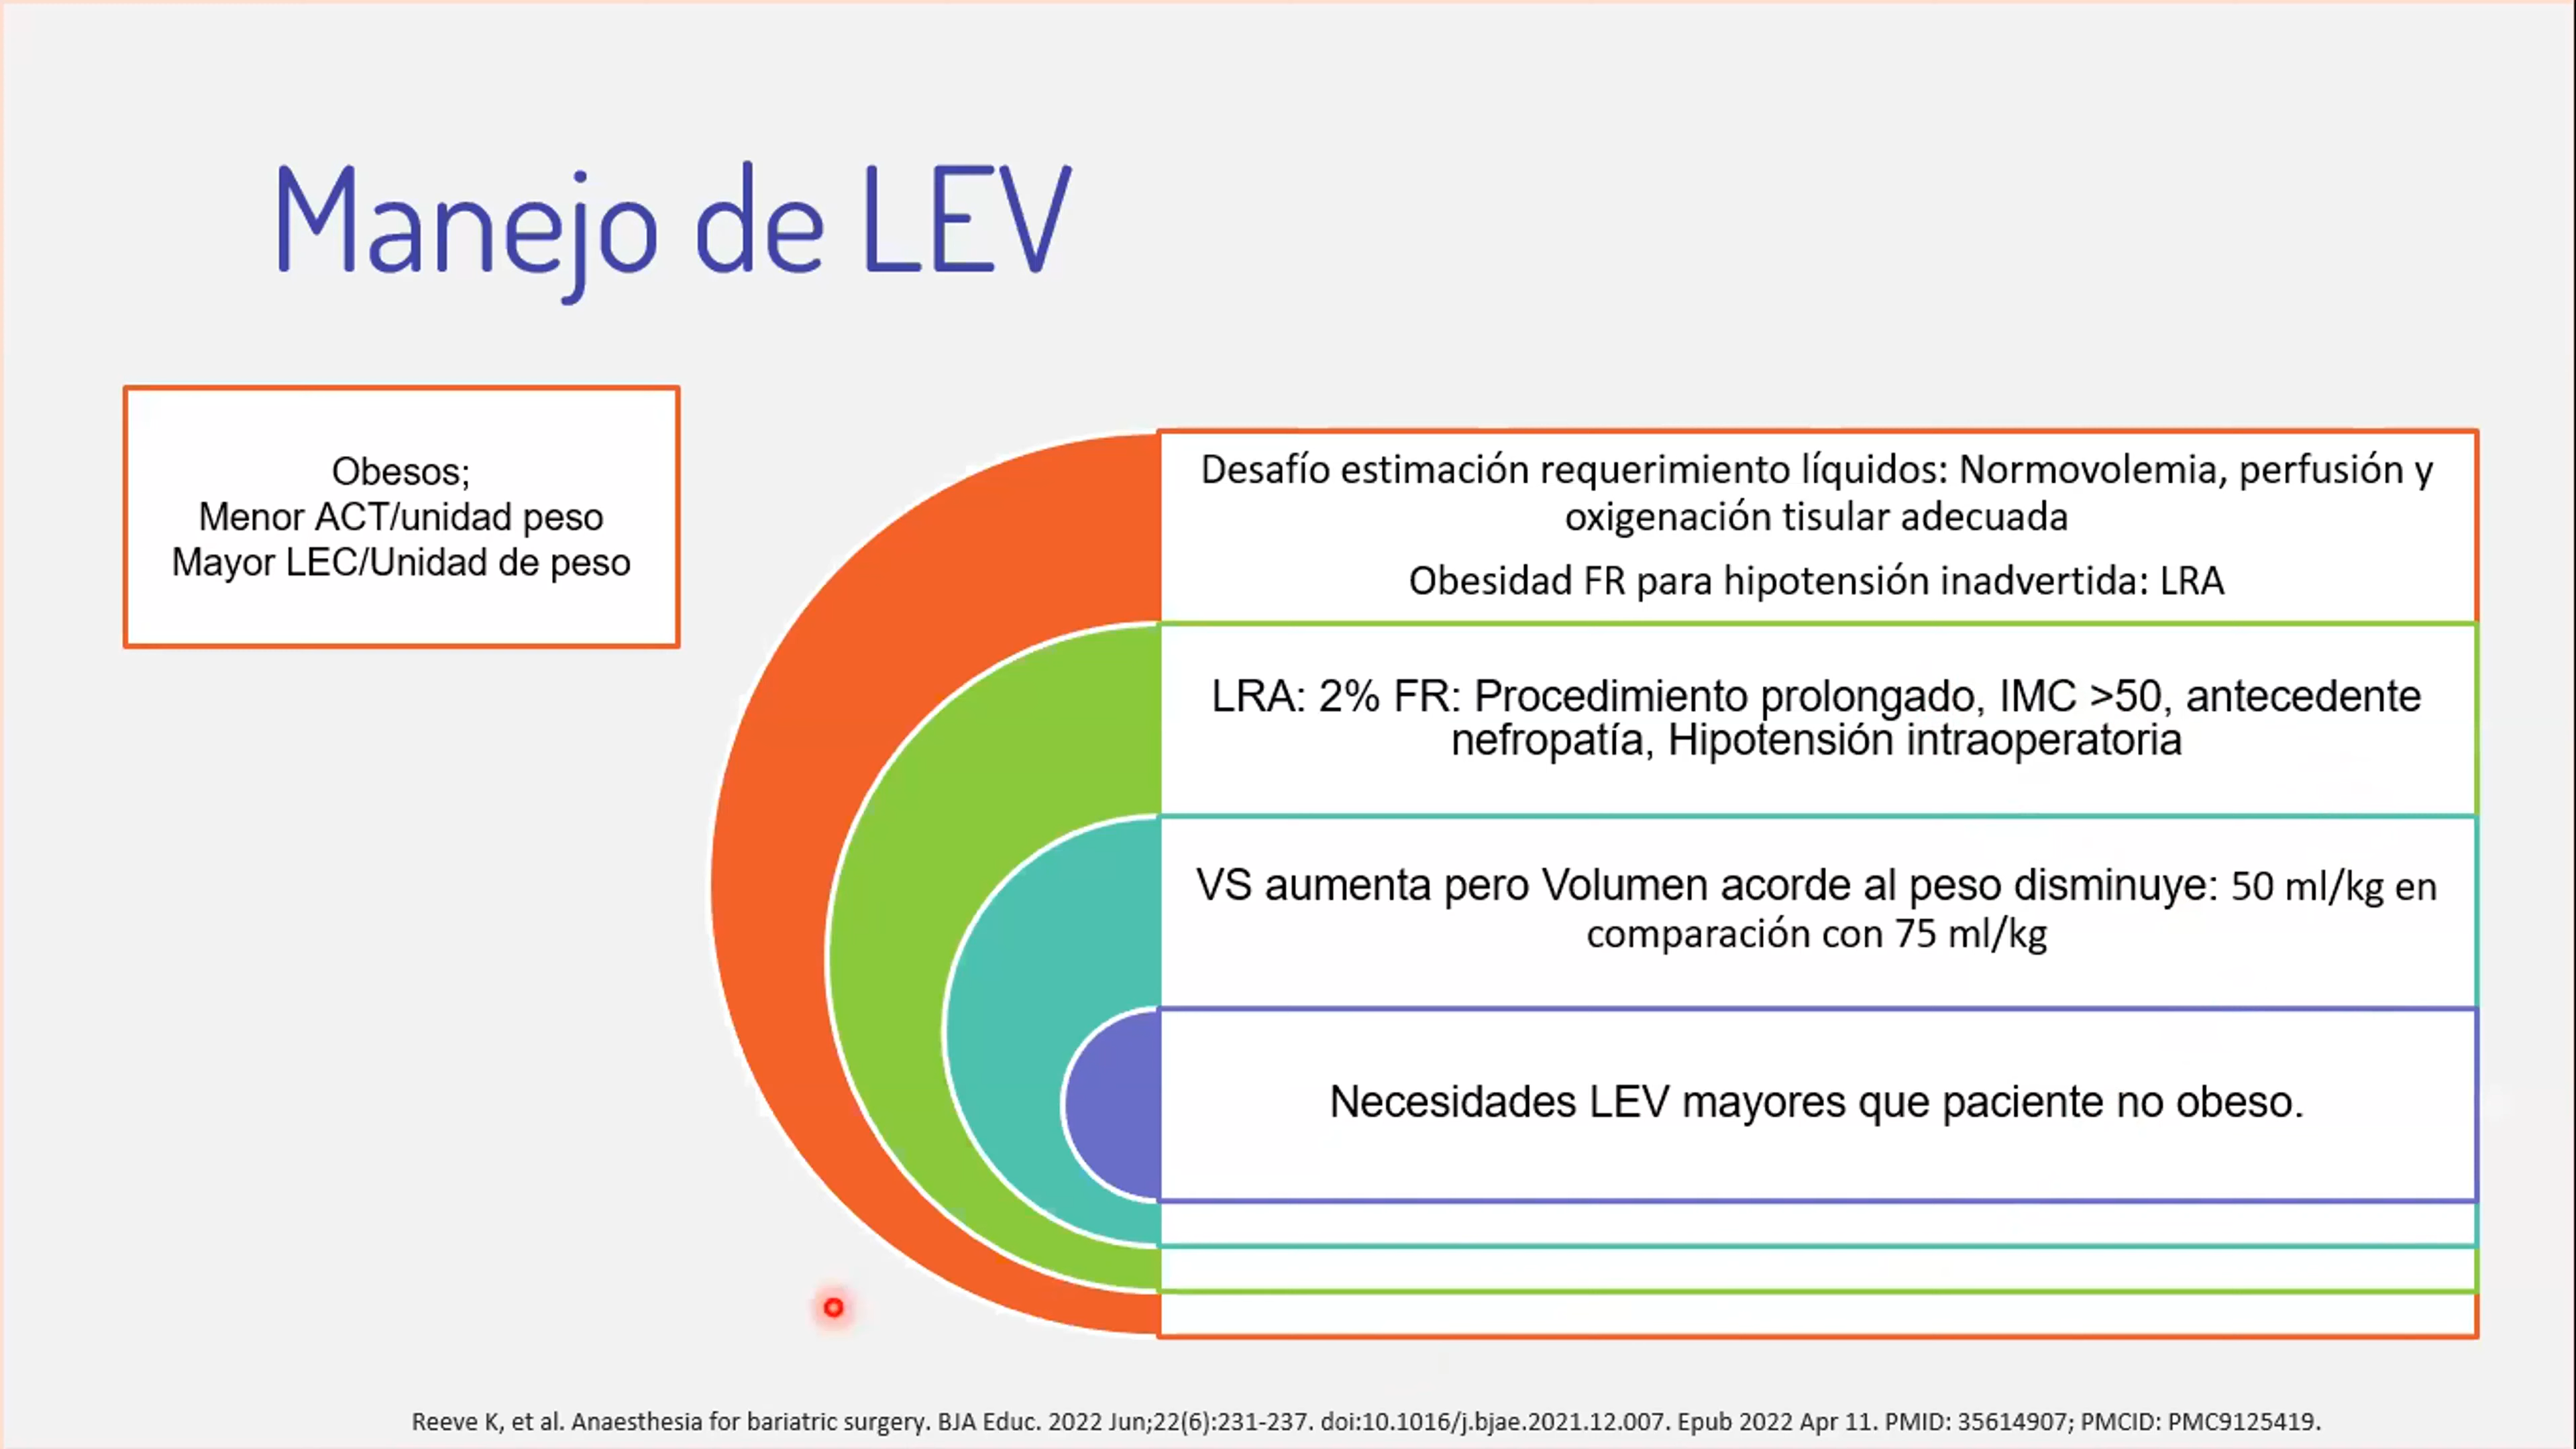 Manejo de LEV
Obesos;
Menor ACT/unidad peso
Mayor LEC/Unidad de peso
Desafío estimación requerimiento líquidos: Normovolemia, perfusión y
oxigenación tisular adecuada
Obesidad FR para hipotensión inadvertida: LRA
LRA: 2% FR: Procedimiento prolongado, IMC >50, antecedente
nefropatía, Hipotensión intraoperatoria
VS aumenta pero Volumen acorde al peso disminuye: 50 ml/kg en
comparación con 75 ml/kg
Necesidades LEV mayores que paciente no obeso.
Reeve K, et al. Anaesthesia for bariatric surgery. BJA Educ. 2022 Jun;22(6):231-237. doi:10.1016/j.bjae.2021.12.007. Epub 2022 Apr 11. PMID: 35614907; PMCID: PMC9125419.